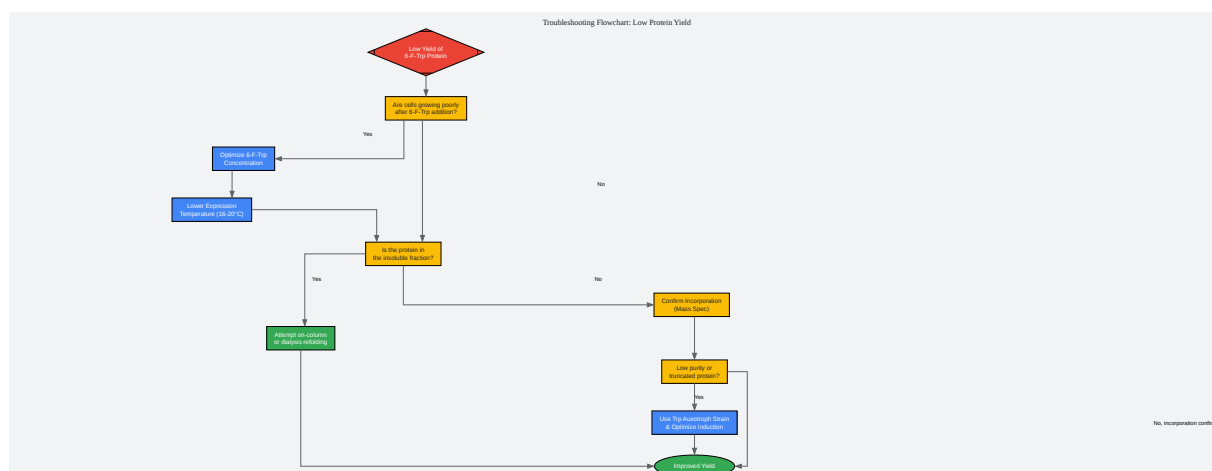 Troubleshooting Flowchart: Low Protein Yield
Low Yield of
6-F-Trp Protein
Are cells growing poorly
after 6-F-Trp addition?
Yes
Optimize 6-F-Trp
Concentration
No
Lower Expression
Temperature (16-20°C)
Is the protein in
the insoluble fraction?
Yes
No
Confirm Incorporation
(Mass Spec)
Attempt on-column
or dialysis refolding
Low purity or
truncated protein?
Yes
Use Trp Auxotroph Strain
& Optimize Induction
No, incorporation
Improved Yield